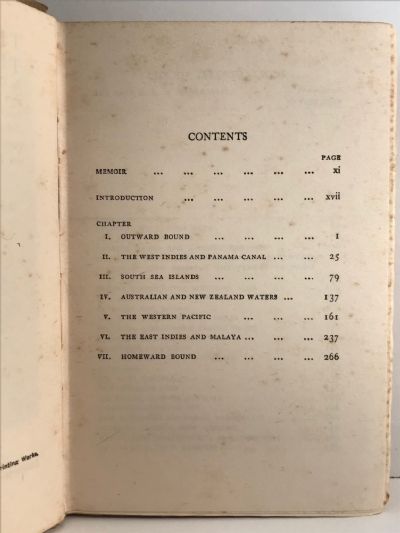 CONTENTS
PAGE
MEMOIR ... ... ... ... ... ... xi
INTRODUCTION ... ... ... ... ... xvii
CHAPTER
I. OUTWARD BOUND ... ... ... ... 1
II. THE WEST INDIES AND PANAMA CANAL ... ... 25
III. SOUTH SEA ISLANDS ... ... ... ... 79
IV. AUSTRALIAN AND NEW ZEALAND WATERS ... 137
V. THE WESTERN PACIFIC ... ... ... 161
VI. THE EAST INDIES AND MALAYA ... ... ... 237
VII. HOMEWARD BOUND ... ... ... ... 266
Works.